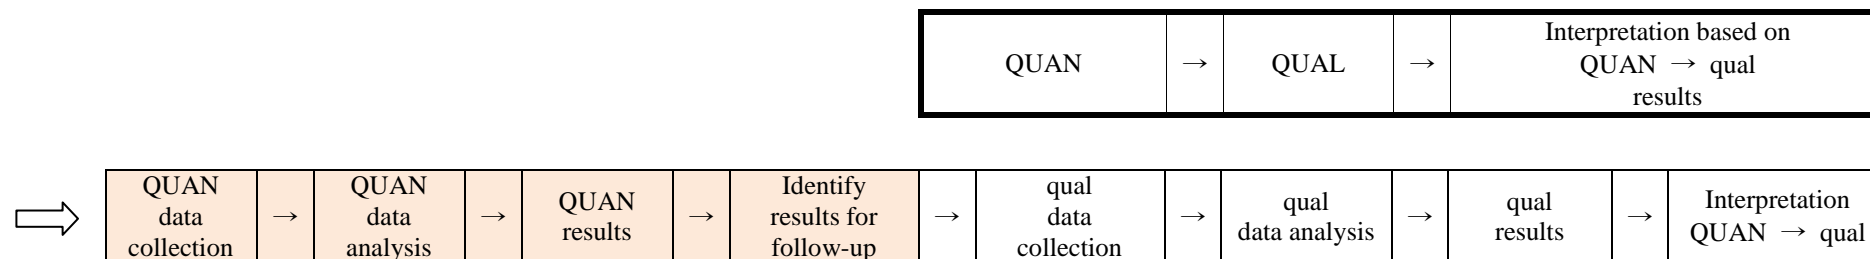 QUAN → QUAL → Interpretation based on
QUAN → qual
results
QUAN
data
collection
→
QUAN
data
analysis
→
QUAN
results
→
Identify
results for
follow-up
→
qual
data
collection
→
qual
data analysis
→
qual
results
→
Interpretation
QUAN → qual